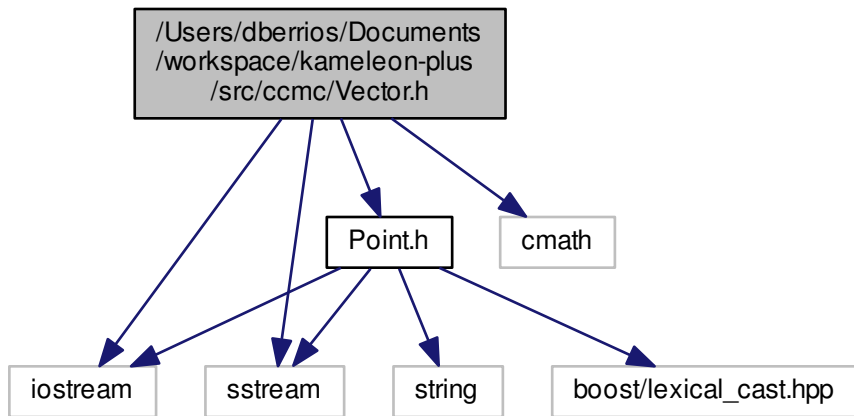 /Users/dberrios/Documents
/workspace/kameleon-plus
/src/ccmc/Vector.h
Point.h
cmath
iostream
sstream
string
boost/lexical_cast.hpp